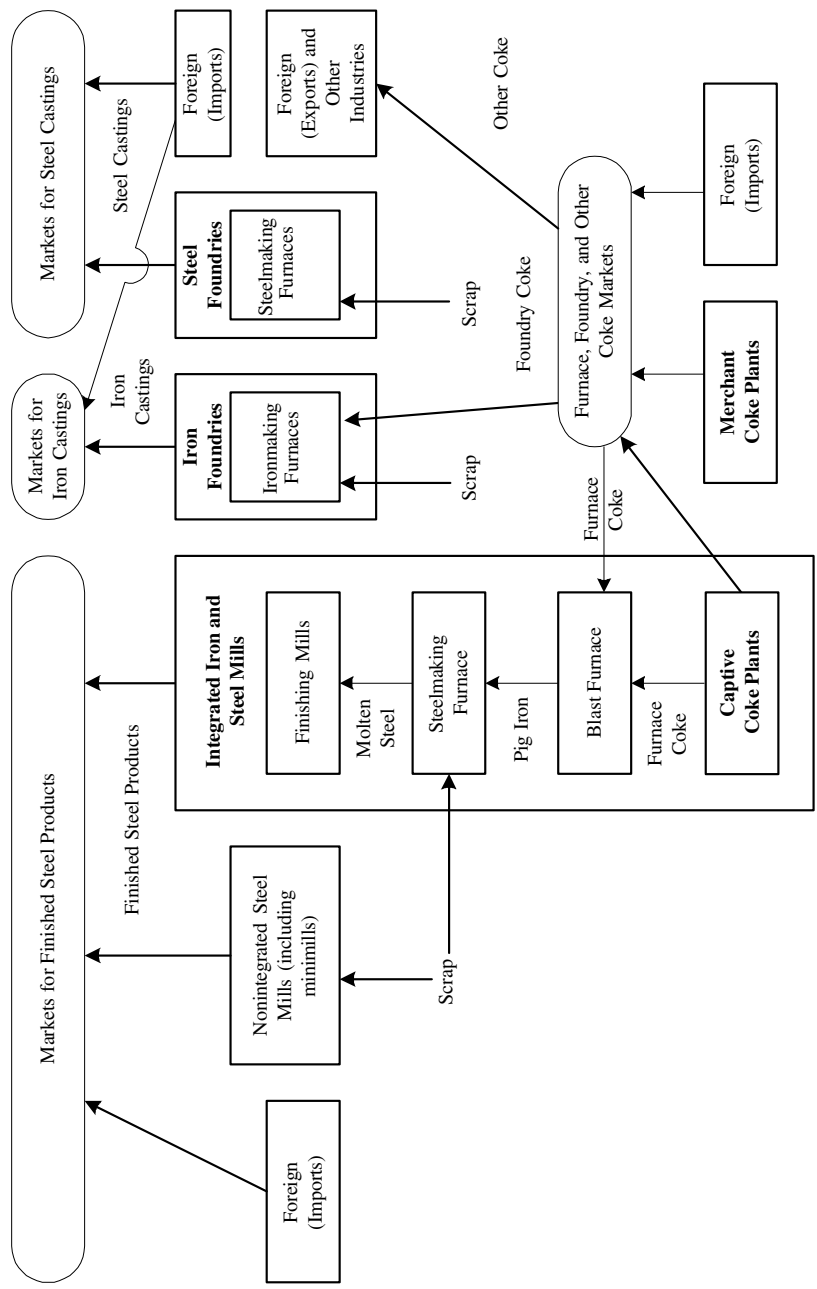 Markets for Finished Steel Products
Markets for
Iron Castings
Markets for Steel Castings
Finished Steel Products
Iron
Castings
Steel Castings
Foreign
(Imports)
Nonintegrated Steel
Mills (including
minimills)
Scrap
Integrated Iron and
Steel Mills
Finishing Mills
Molten
Steel
Steelmaking
Furnace
Pig Iron
Blast Furnace
Furnace
Coke
Captive
Coke Plants
Iron
Foundries
Ironmaking
Furnaces
Scrap
Steel
Foundries
Steelmaking
Furnaces
Scrap
Foreign
(Imports)
Foreign
(Exports) and
Other
Industries
Furnace
Coke
Foundry Coke
Other Coke
Furnace, Foundry, and Other
Coke Markets
Merchant
Coke Plants
Foreign
(Imports)